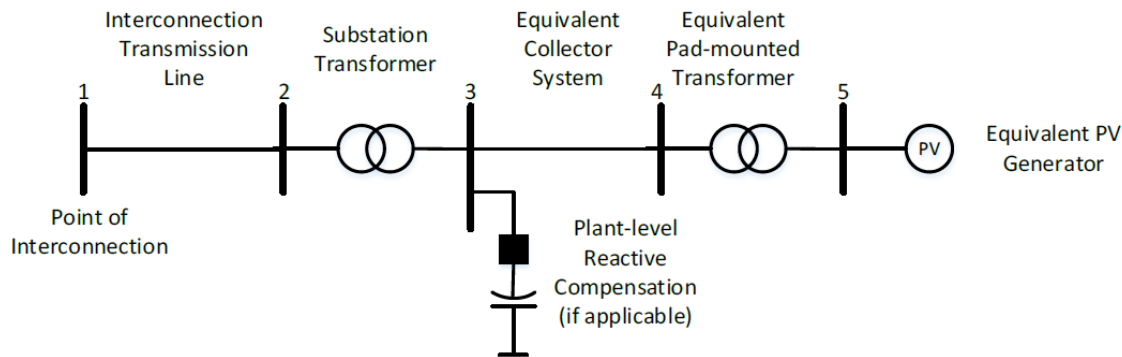 Interconnection
Transmission
Line
Substation
Transformer
Equivalent
Collector
System
Equivalent
Pad-mounted
Transformer
1
2
3
4
5
PV
Equivalent PV
Generator
Point of
Interconnection
Plant-level
Reactive
Compensation
(if applicable)